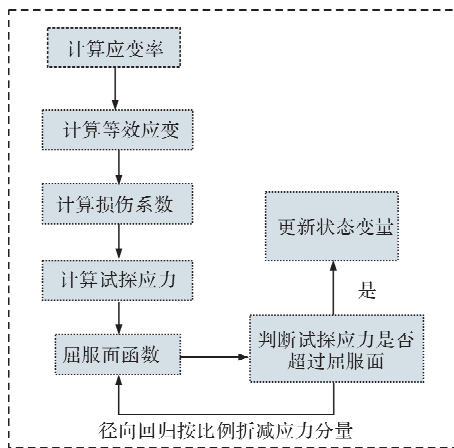 计算应变率
计算等效应变
计算损伤系数
更新状态变量
计算试探应力
是
屈服面函数
判断试探应力是否
超过屈服面
径向回归按比例折减应力分量